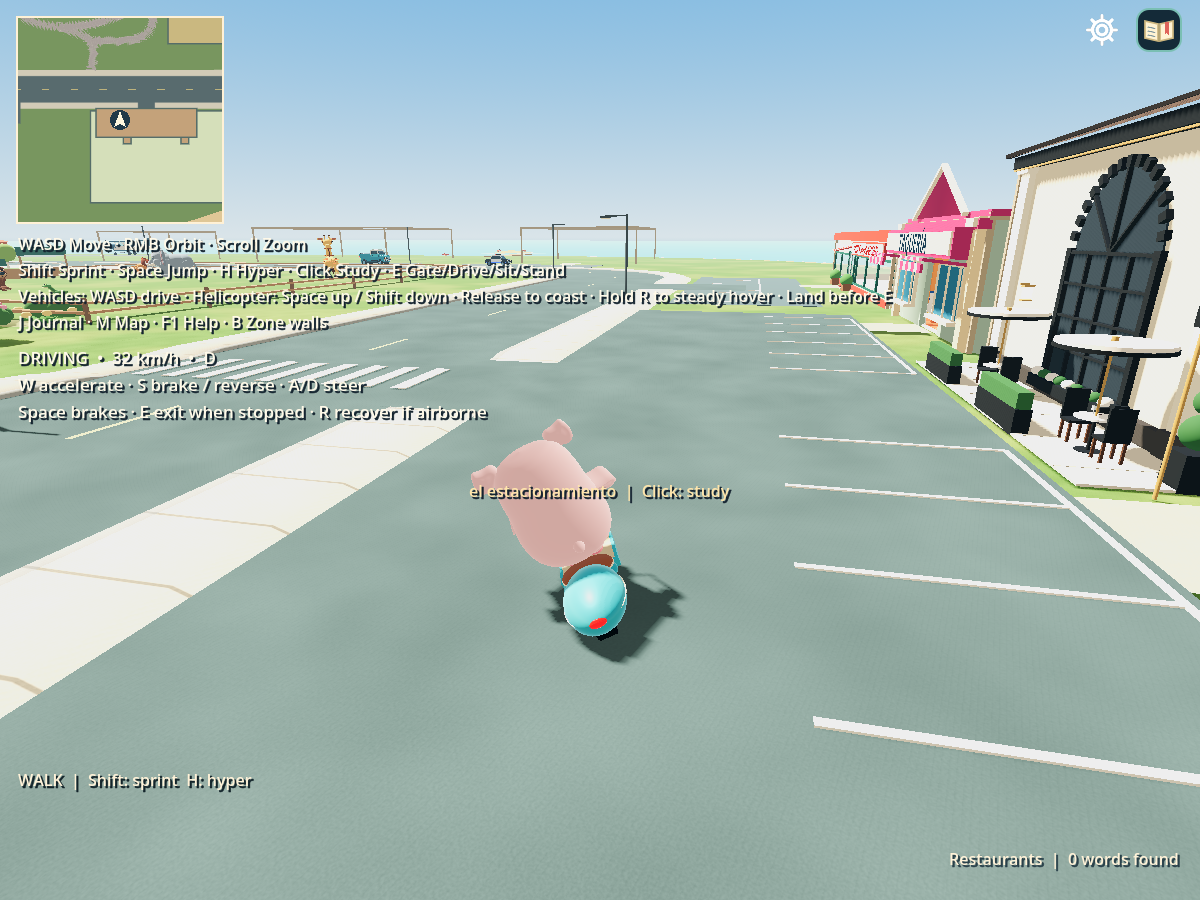 WASD Move · RMB Orbit · Scroll Zoom
Shift Sprint · Space Jump · H Hyper · Click Study · E Gate/Drive/Sit/Stand
Vehicles: WASD drive · Helicopter: Space up / Shift down · Release to coast · Hold R to steady hover · Land before E
J Journal · M Map · F1 Help · B Zone walls
DRIVING • 32 km/h • D
W accelerate · S brake / reverse · A/D steer
Space brakes · E exit when stopped · R recover if airborne
el estacionamiento | Click: study
WALK | Shift: sprint H: hyper
Restaurants | 0 words found